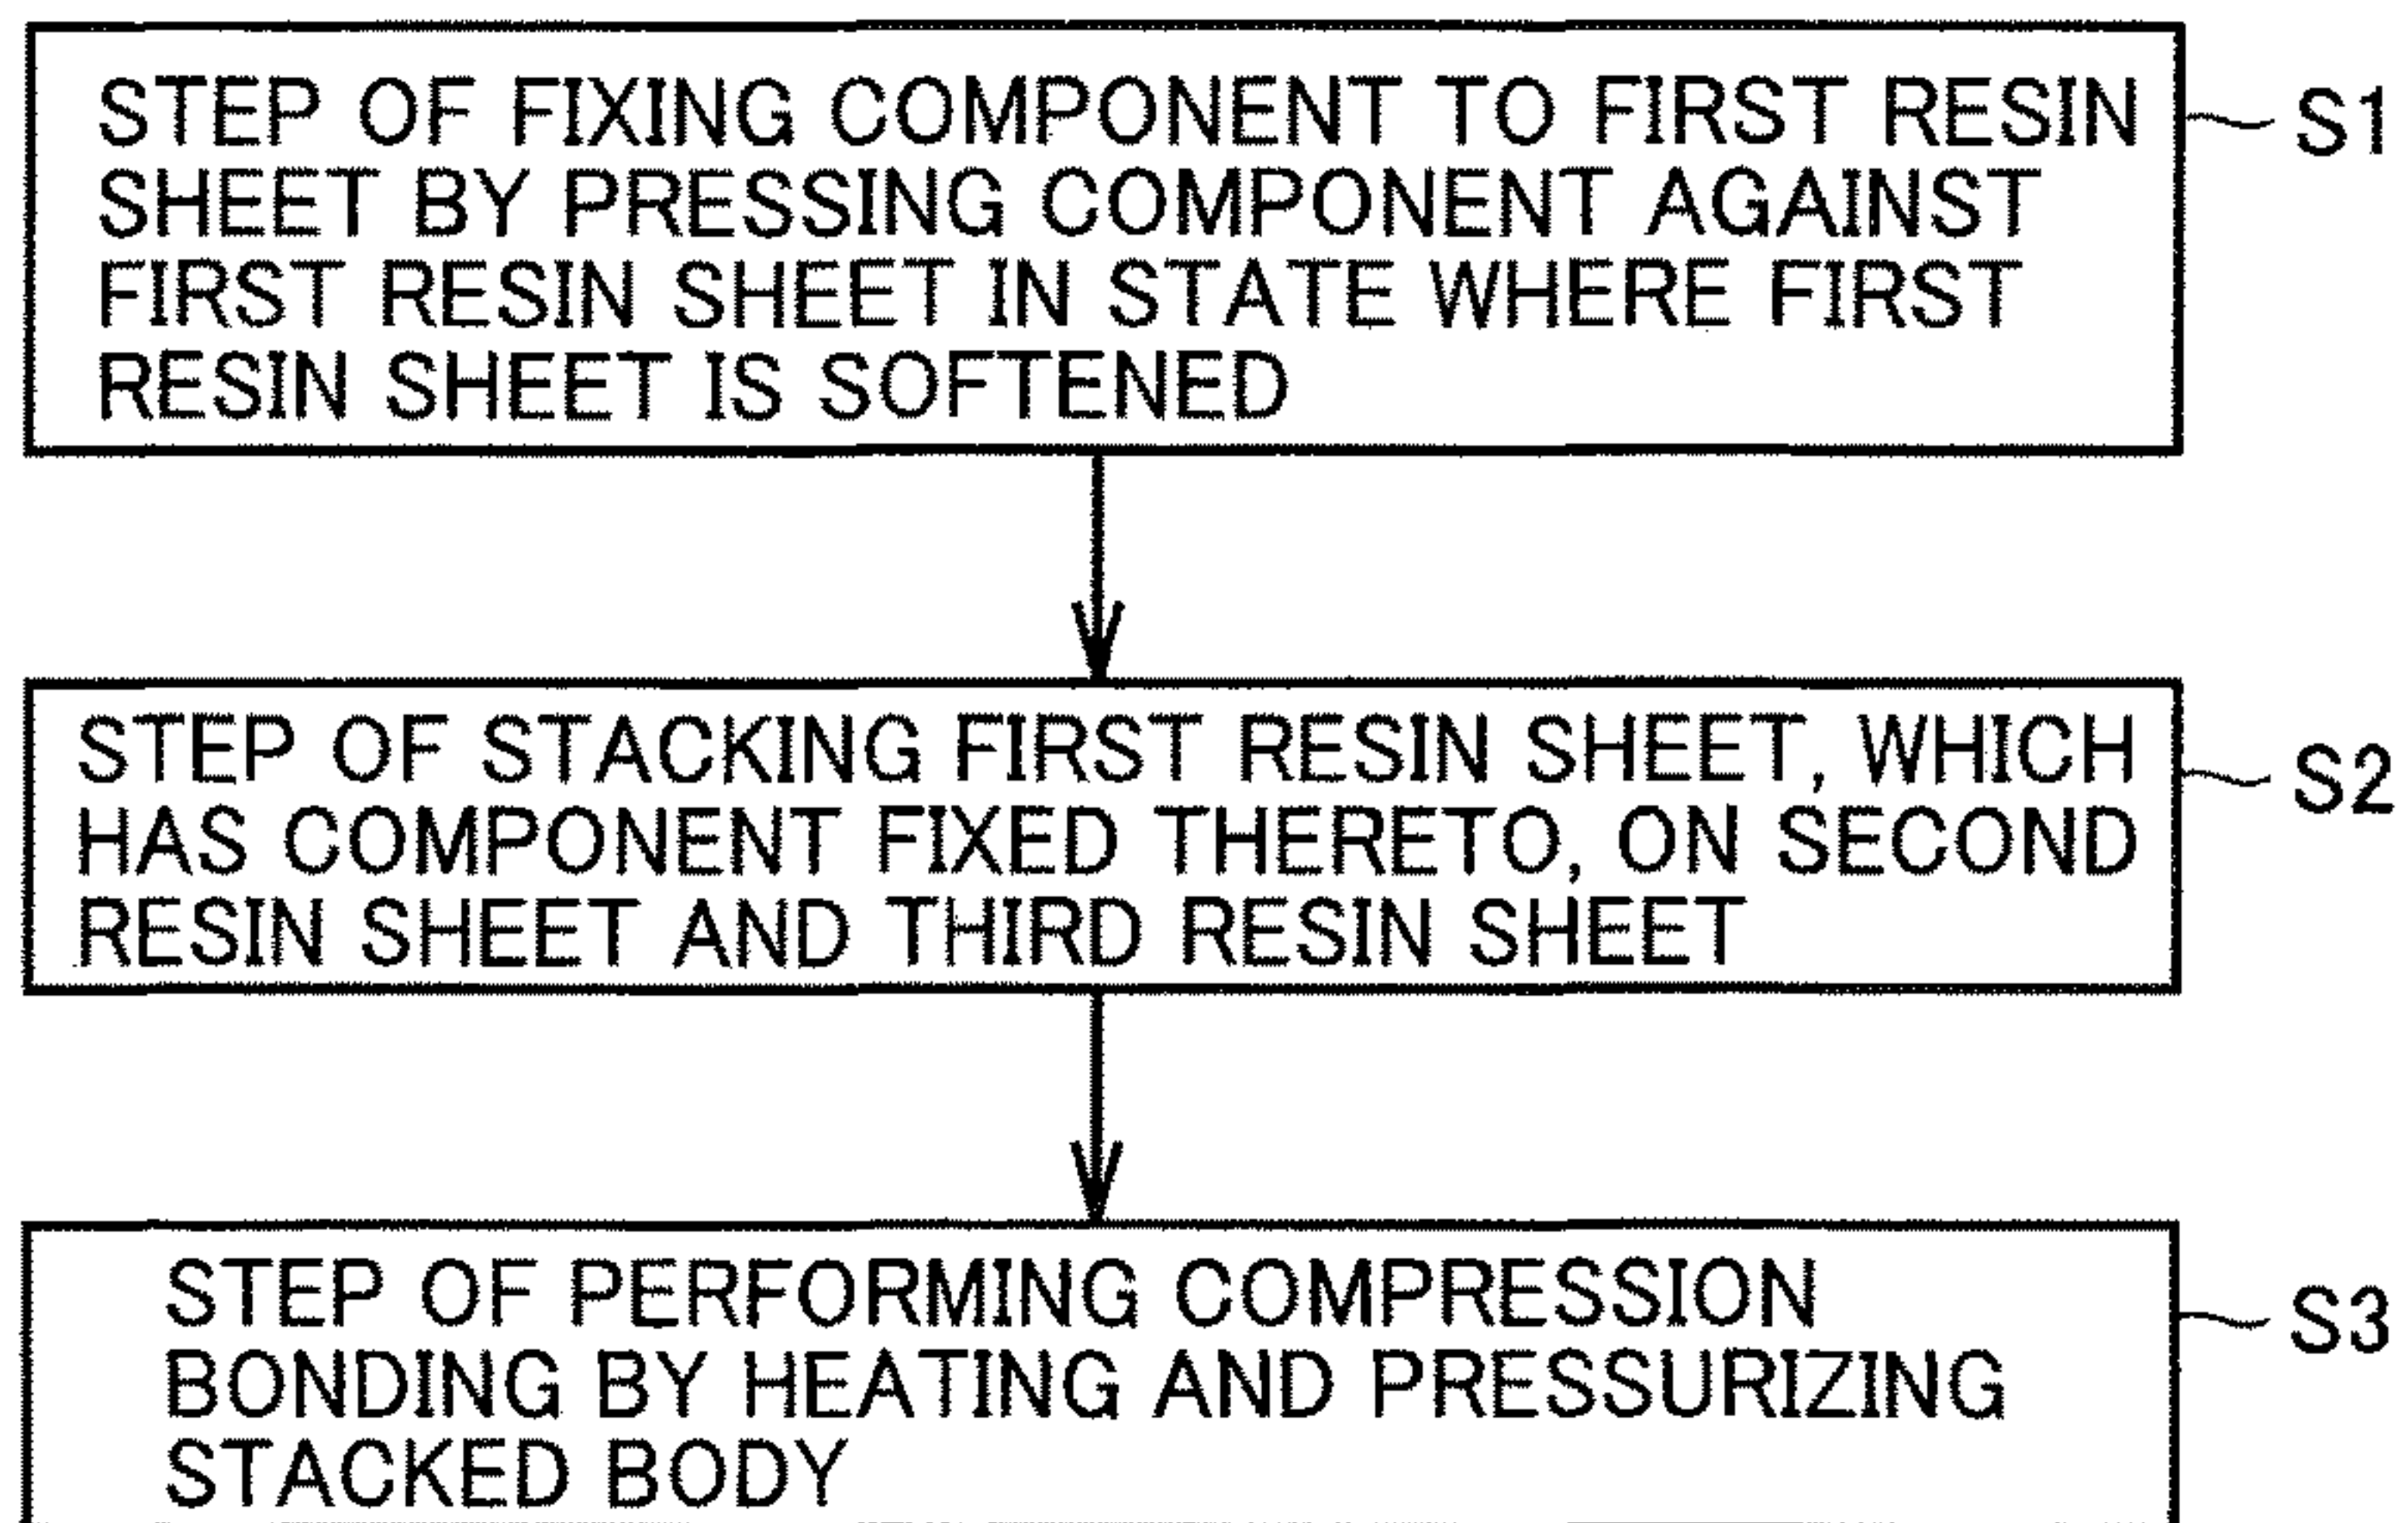 STEP OF FIXING COMPONENT TO FIRST RESIN
SHEET BY PRESSING COMPONENT AGAINST
FIRST RESIN SHEET IN STATE WHERE FIRST
RESIN SHEET IS SOFTENED
S1
STEP OF STACKING FIRST RESIN SHEET, WHICH
HAS COMPONENT FIXED THERETO, ON SECOND
RESIN SHEET AND THIRD RESIN SHEET
S2
STEP OF PERFORMING COMPRESSION
BONDING BY HEATING AND PRESSURIZING
STACKED BODY
S3